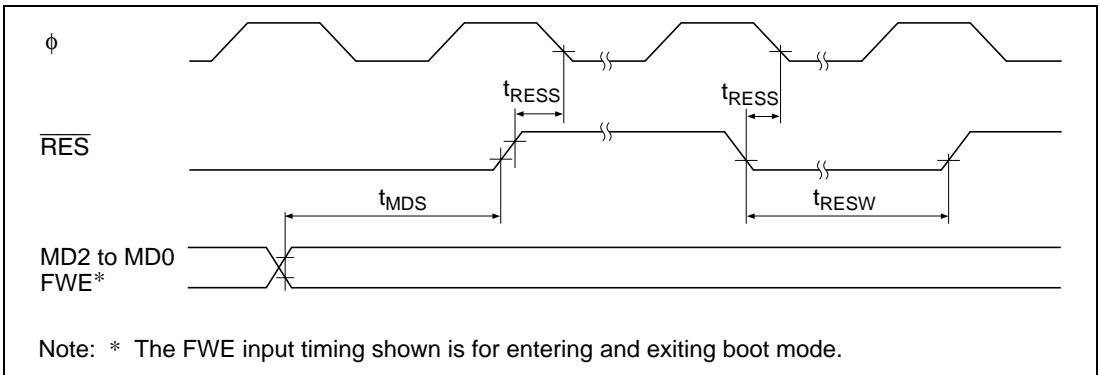 ϕ
tRESS
tRESS
RES
tMDS
tRESW
MD2 to MD0
FWE*
Note: * The FWE input timing shown is for entering and exiting boot mode.